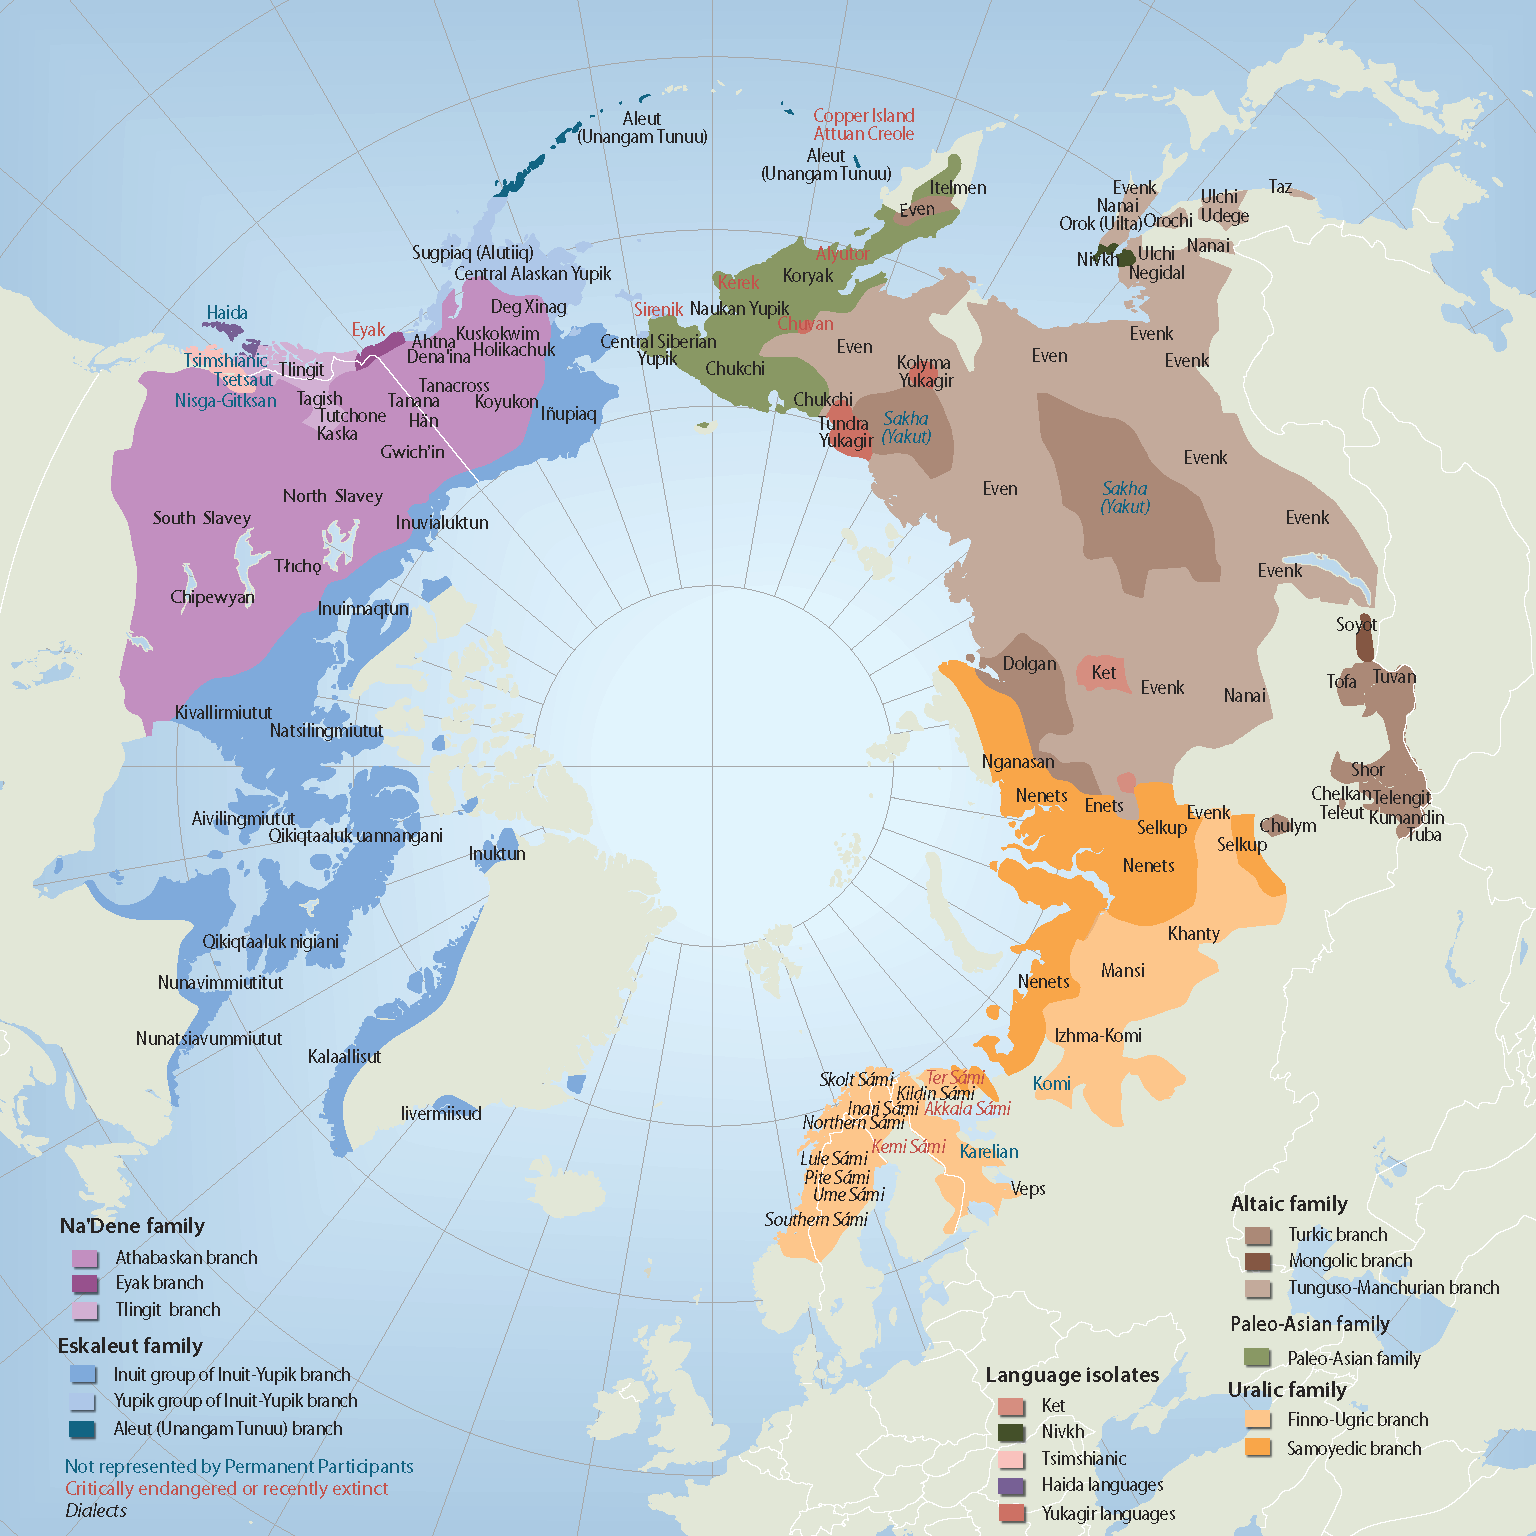 Aleut
(Unangam Tunuu)
Copper Island
Attuan Creole
Aleut
(Unangam Tunuu)
Itelmen
Even
Evenk
Nanai
Orok (Uilta)
Orochi
Ulchi
Udege
Taz
Nivkh
Ulchi
Negidal
Nanai
Sugpiaq (Alutiiq)
Central Alaskan Yupik
Alyutor
Koryak
Kerek
Deg Xinag
Sirenik
Naukan Yupik
Chuvan
Haida
Eyak
Ahtna
Kuskokwim
Dena'ina
Holikachuk
Central Siberian
Yupik
Chukchi
Even
Kolyma
Yukagir
Even
Evenk
Evenk
Tsimshianic
Tsetsaut
Nisga-Gitksan
Tlingit
Tagish
Tutchone
Kaska
Tanacross
Tanana
Hän
Koyukon
Iñupiaq
Gwich'in
Chukchi
Tundra
Yukagir
Sakha
(Yakut)
Evenk
North Slavey
South Slavey
Inuvialuktun
Even
Sakha
(Yakut)
Evenk
Tłıchǫ
Chipewyan
Inuinnaqtun
Evenk
Soyot
Dolgan
Ket
Evenk
Nanai
Tofa
Tuvan
Kivallirmiutut
Natsilingmiutut
Nganasan
Nenets
Enets
Selkup
Evenk
Selkup
Shor
Chelkan
Telengit
Teleut
Kumandin
Chulym
Tuba
Aivilingmiutut
Qikiqtaaluk uannangani
Inuktun
Nenets
Khanty
Mansi
Qikiqtaaluk nigiani
Nunavimmiutitut
Nenets
Izhma-Komi
Komi
Nunatsiavummiutut
Kalaallisut
Iivermiisud
Skolt Sámi
Ter Sámi
Kildin Sámi
Inari Sámi
Akkala Sámi
Northern Sámi
Kemi Sámi
Karelian
Lule Sámi
Pite Sámi
Ume Sámi
Veps
Southern Sámi
Na'Dene family
Athabaskan branch
Eyak branch
Tlingit branch
Eskaleut family
Inuit group of Inuit-Yupik branch
Yupik group of Inuit-Yupik branch
Aleut (Unangam Tunuu) branch
Not represented by Permanent Participants
Critically endangered or recently extinct
Dialects
Language isolates
Ket
Nivkh
Tsimshianic
Haida languages
Yukagir languages
Altaic family
Turkic branch
Mongolic branch
Tunguso-Manchurian branch
Paleo-Asian family
Paleo-Asian family
Uralic family
Finno-Ugric branch
Samoyedic branch